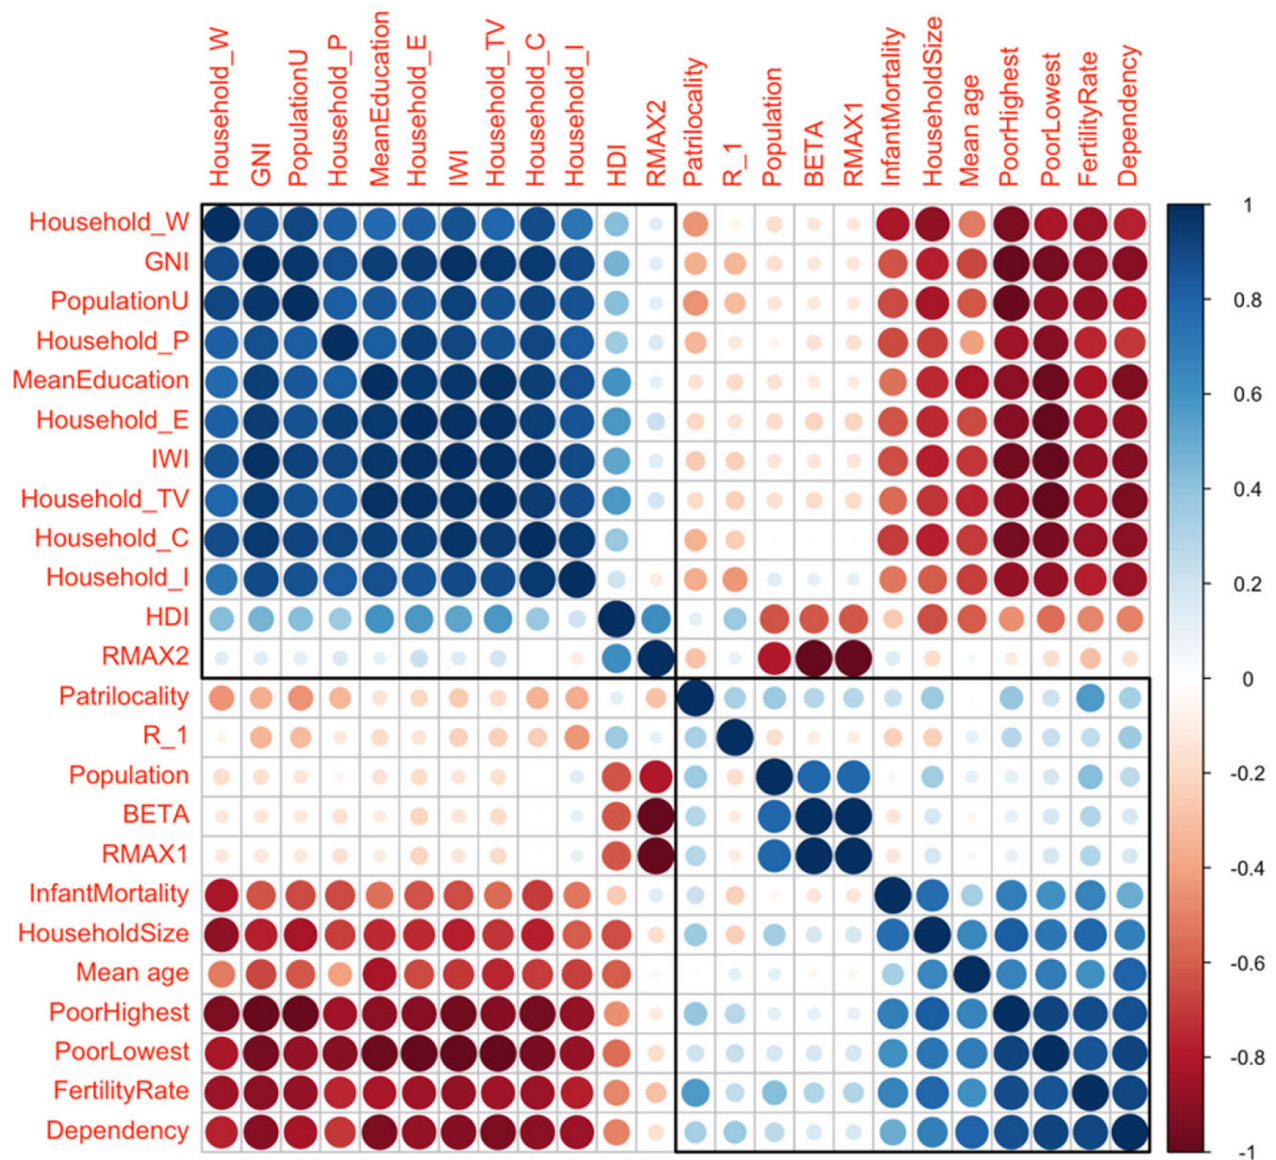 Household_W
GNI
PopulationU
Household_P
MeanEducation
Household_E
IWI
Household_TV
Household_C
Household_I
HDI
RMAX2
Patrilocality
R_1
Population
BETA
RMAX1
InfantMortality
HouseholdSize
Mean age
PoorHighest
PoorLowest
FertilityRate
Dependency
Household_W
GNI
PopulationU
Household_P
MeanEducation
Household_E
IWI
Household_TV
Household_C
Household_I
HDI
RMAX2
Patrilocality
R_1
Population
BETA
RMAX1
InfantMortality
HouseholdSize
Mean age
PoorHighest
PoorLowest
FertilityRate
Dependency
1
0.8
0.6
0.4
0.2
0
-0.2
-0.4
-0.6
-0.8
-1